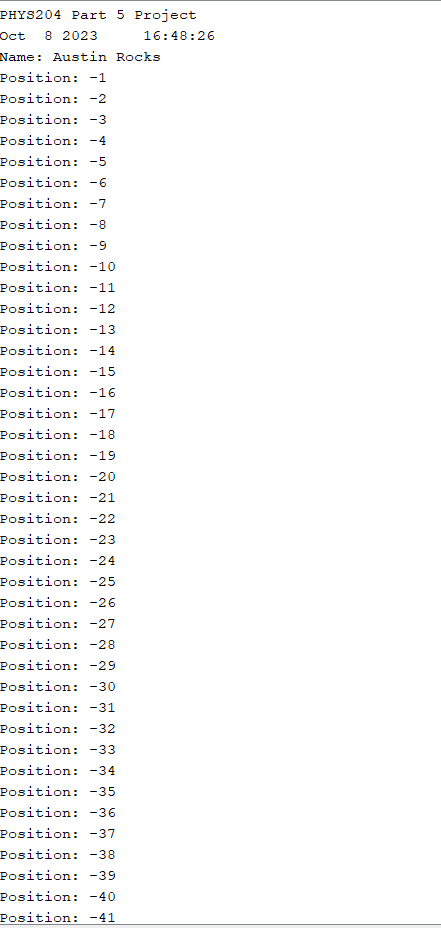 PHYS204 Part 5 Project
Oct  8 2023     16:48:26
Name: Austin Rocks
Position: -1
Position: -2
Position: -3
Position: -4
Position: -5
Position: -6
Position: -7
Position: -8
Position: -9
Position: -10
Position: -11
Position: -12
Position: -13
Position: -14
Position: -15
Position: -16
Position: -17
Position: -18
Position: -19
Position: -20
Position: -21
Position: -22
Position: -23
Position: -24
Position: -25
Position: -26
Position: -27
Position: -28
Position: -29
Position: -30
Position: -31
Position: -32
Position: -33
Position: -34
Position: -35
Position: -36
Position: -37
Position: -38
Position: -39
Position: -40
Position: -41